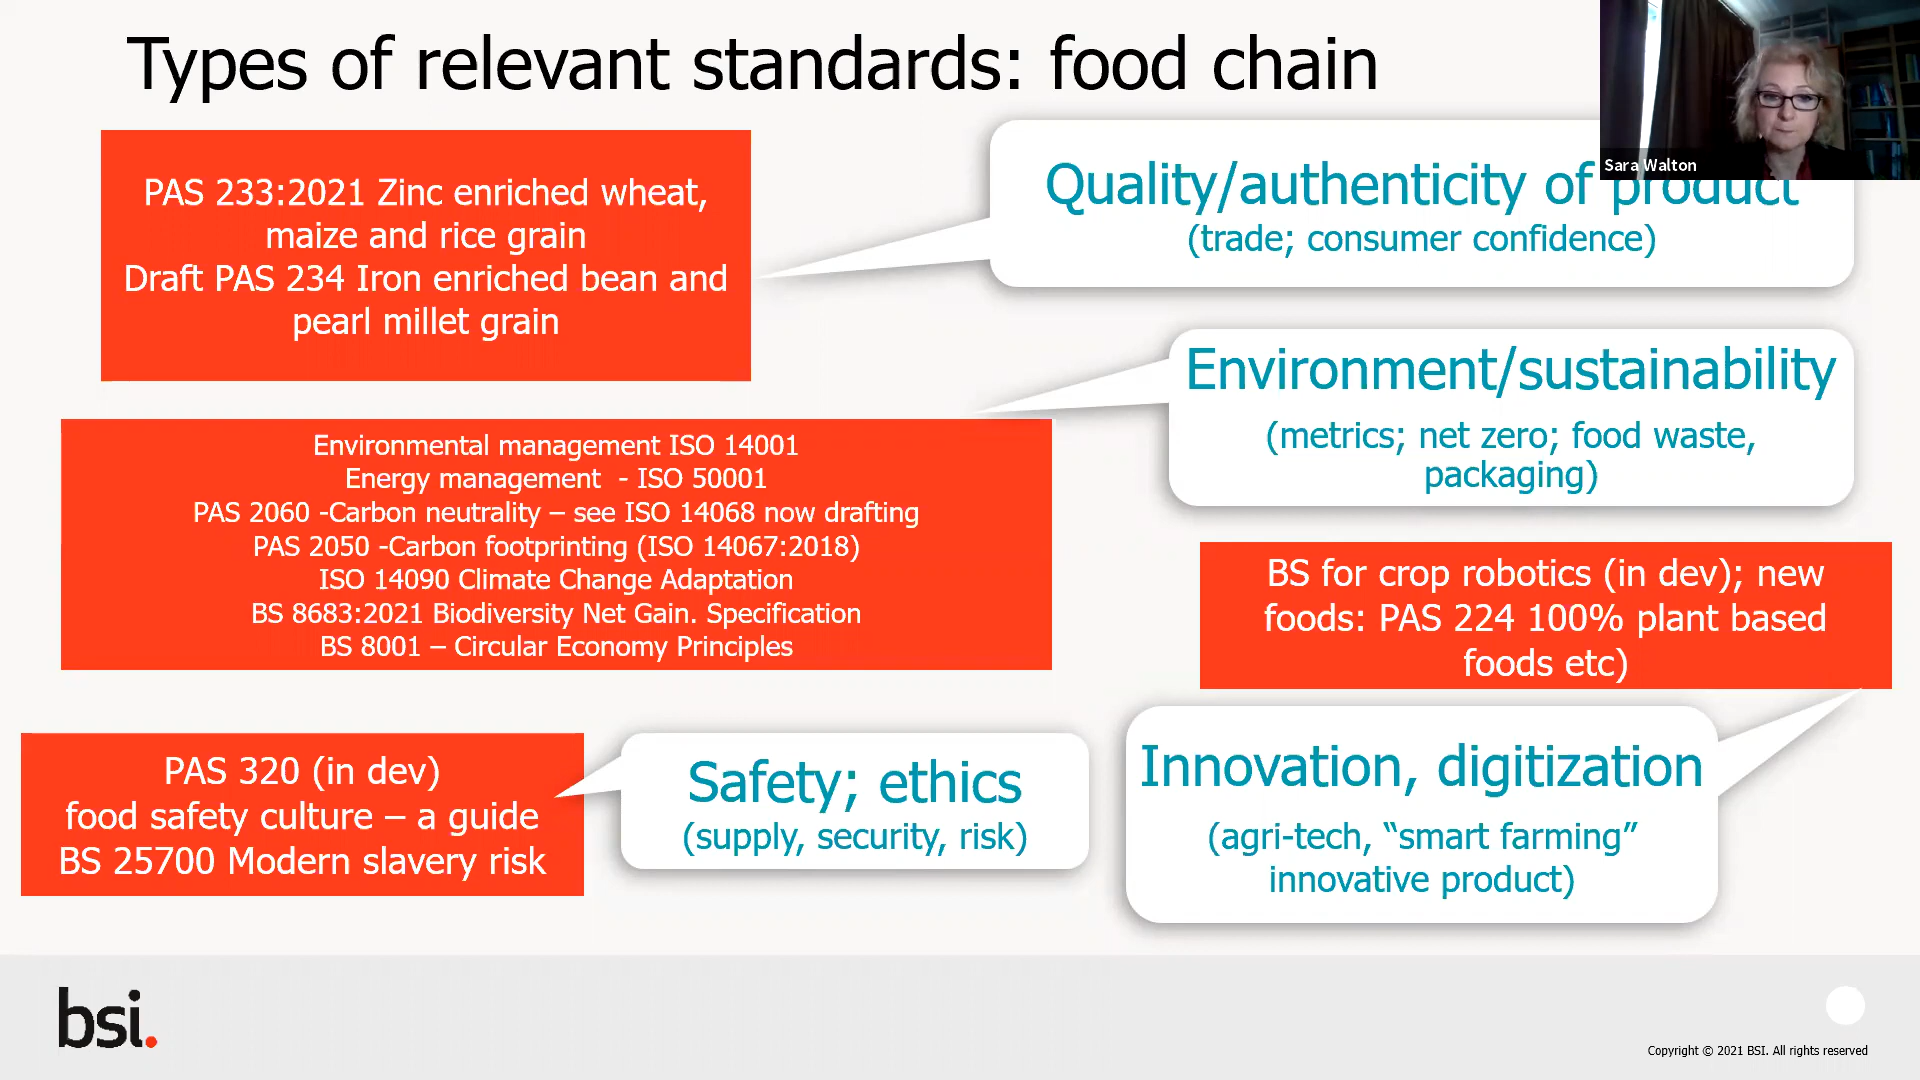 Types of relevant standards: food chain
Sara Walton
PAS 233:2021 Zinc enriched wheat,
maize and rice grain
Draft PAS 234 Iron enriched bean and
pearl millet grain
Quality/authenticity of product
(trade; consumer confidence)
Environment/sustainability
(metrics; net zero; food waste,
packaging)
Environmental management ISO 14001
Energy management  - ISO 50001
PAS 2060 -Carbon neutrality – see ISO 14068 now drafting
PAS 2050 -Carbon footprinting (ISO 14067:2018)
ISO 14090 Climate Change Adaptation
BS 8683:2021 Biodiversity Net Gain. Specification
BS 8001 – Circular Economy Principles
BS for crop robotics (in dev); new
foods: PAS 224 100% plant based
foods etc)
PAS 320 (in dev)
food safety culture – a guide
BS 25700 Modern slavery risk
Safety; ethics
(supply, security, risk)
Innovation, digitization
(agri-tech, “smart farming”
innovative product)
bsi.
Copyright © 2021 BSI. All rights reserved